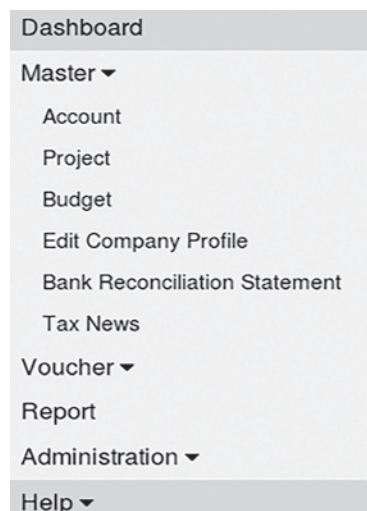 Dashboard
Master
Account
Project
Budget
Edit Company Profile
Bank Reconciliation Statement
Tax News
Voucher
Report
Administration
Help